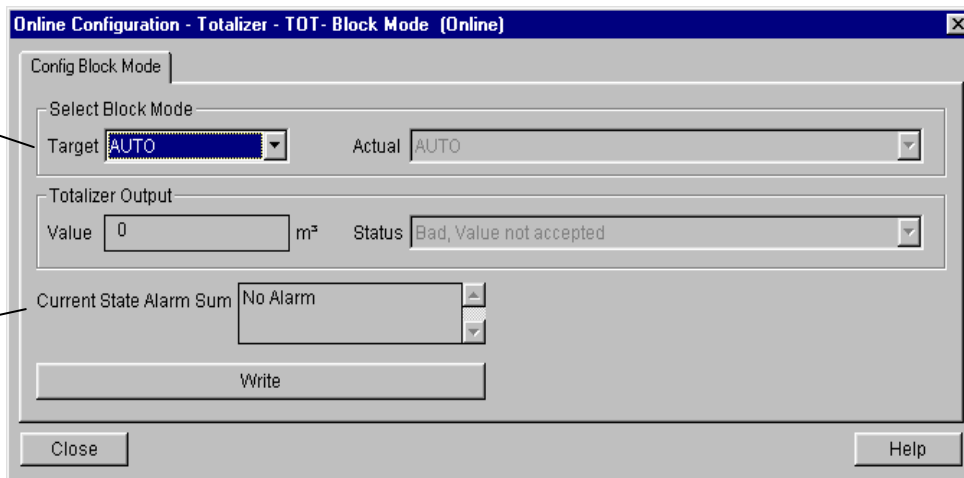 Online Configuration - Totalizer - TOT- Block Mode (Online)
Config Block Mode
Select Block Mode
Target AUTO Actual AUTO
Totalizer Output
Value 0 m³ Status Bad, Value not accepted
Current State Alarm Sum No Alarm
Write
Close Help